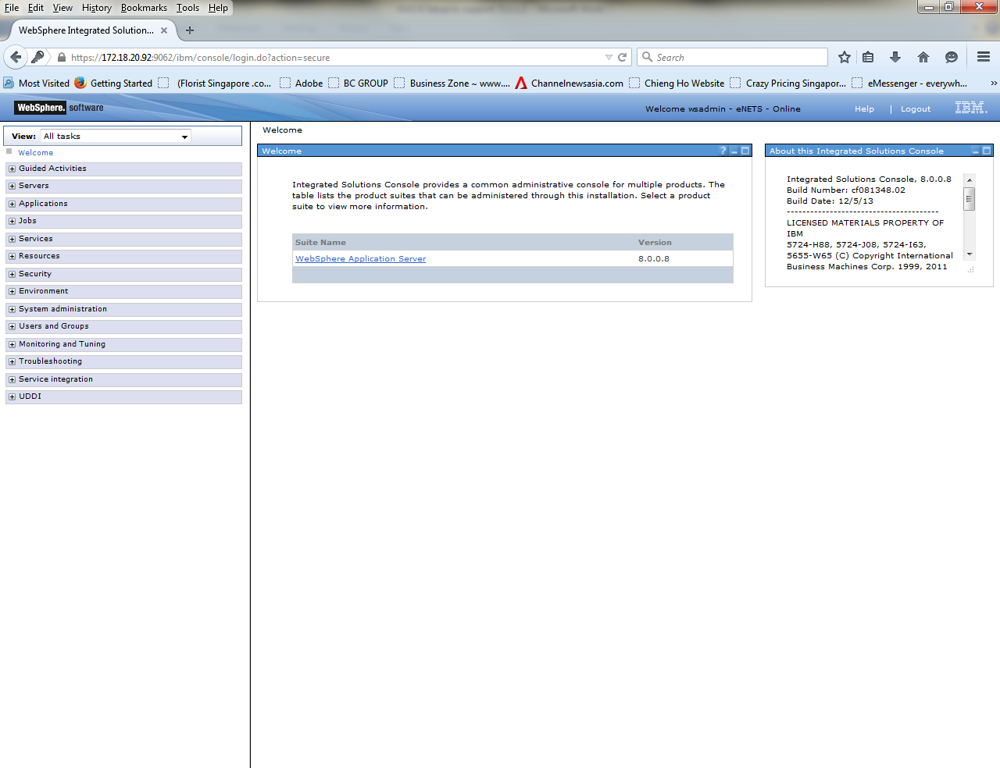 File Edit View History Bookmarks Tools Help
WebSphere Integrated Solution...
https://172.18.20.92:9062/ibm/console/login.do?action=secure
Search
Most Visited Getting Started (Florist Singapore .co... Adobe BC GROUP Business Zone ~ www.... Channelnewsasia.com Chieng Ho Website Crazy Pricing Singapor... eMessenger - everywh...
WebSphere. software Welcome wsadmin - eNETS - Online Help | Logout IBM.
View: All tasks
Welcome
Guided Activities
Servers
Applications
Jobs
Services
Resources
Security
Environment
System administration
Users and Groups
Monitoring and Tuning
Troubleshooting
Service integration
UDDI
Welcome
Welcome
Integrated Solutions Console provides a common administrative console for multiple products. The
table lists the product suites that can be administered through this installation. Select a product
suite to view more information.
Suite Name Version
WebSphere Application Server 8.0.0.8
About this Integrated Solutions Console
Integrated Solutions Console, 8.0.0.8
Build Number: cf081348.02
Build Date: 12/5/13
---------------------------------------
LICENSED MATERIALS PROPERTY OF
IBM
5724-H88, 5724-J08, 5724-I63,
5655-W65 (C) Copyright International
Business Machines Corp. 1999, 2011